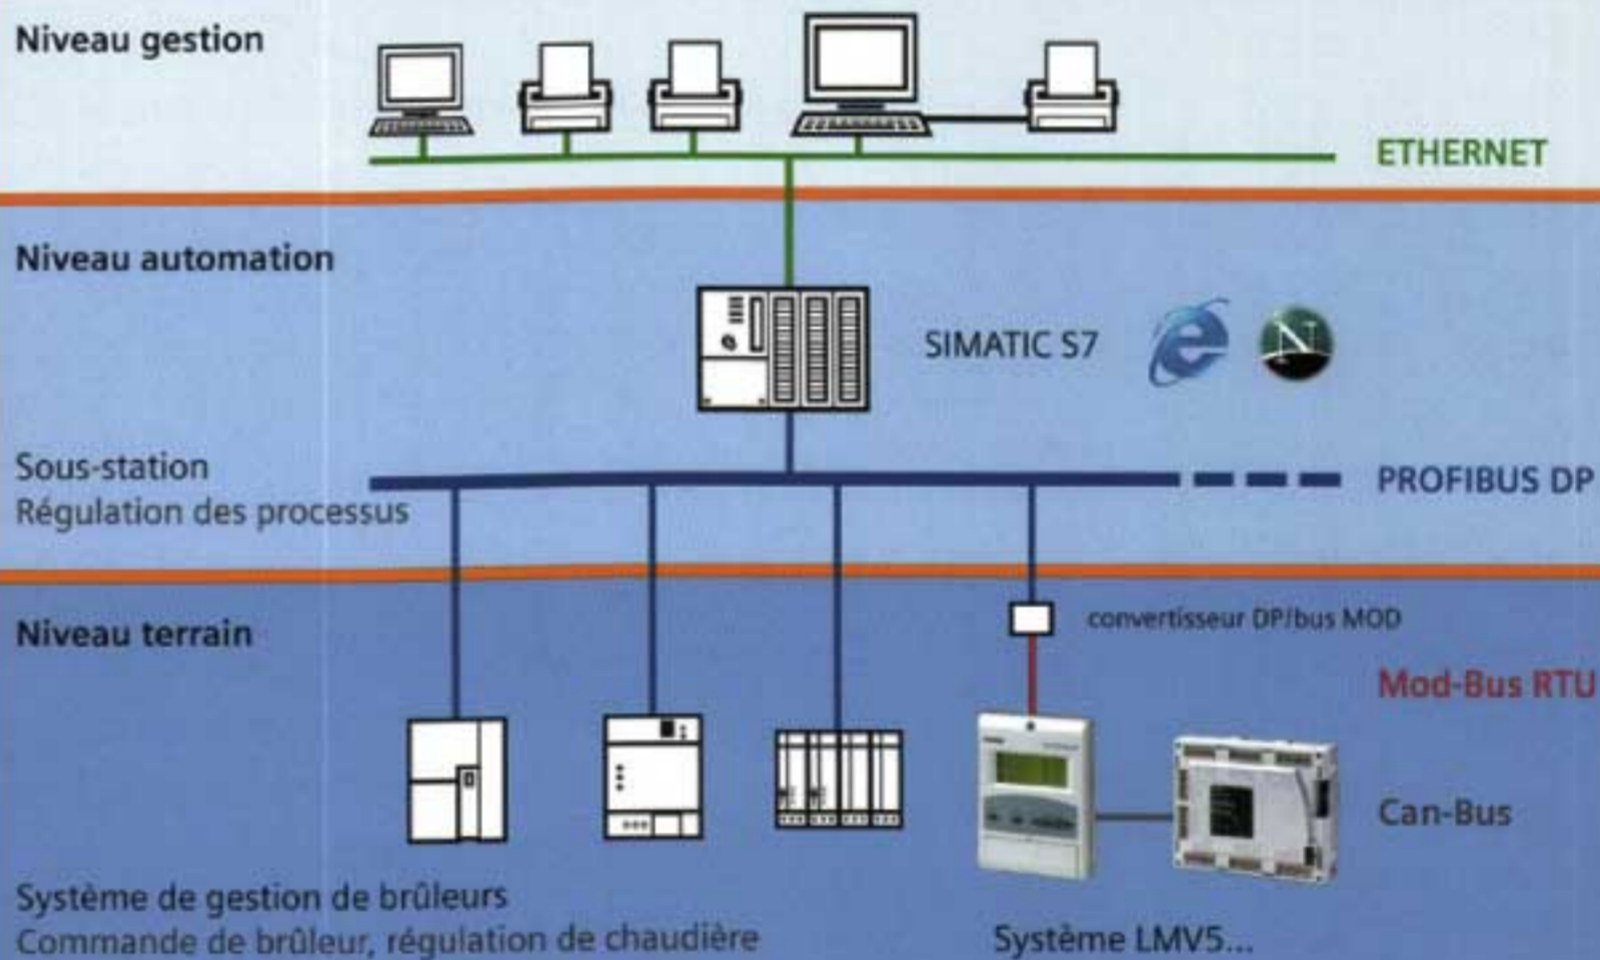 Niveau gestion
ETHERNET
Niveau automation
SIMATIC S7
Sous-station
Régulation des processus
PROFIBUS DP
Niveau terrain
convertisseur DP/bus MOD
Mod-Bus RTU
Can-Bus
Système de gestion de brûleurs
Commande de brûleur, régulation de chaudière
Système LMV5...